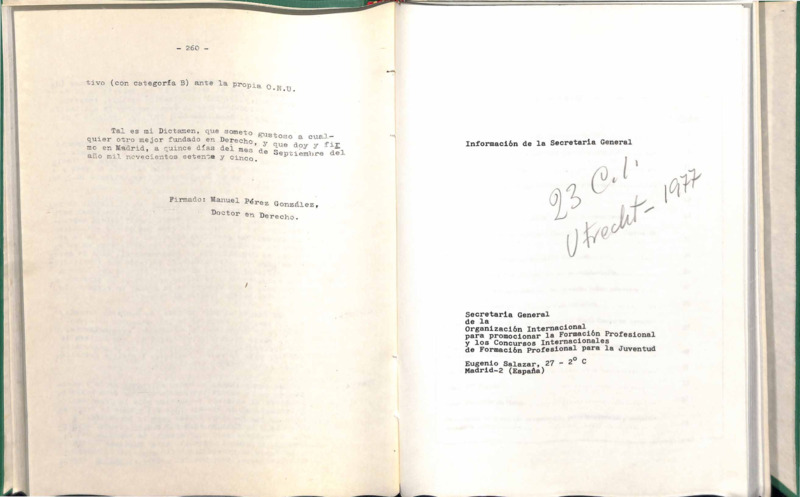 - 260 -
tivo (con categoría B) ante la propia O.N.U.
Tal es mi Dictamen, que someto gustoso a cual-
quier otro mejor fundado en Derecho, y que doy y fir
mo en Madrid, a quince días del mes de Septiembre del
año mil novecientos setenta y cinco.
Firmado: Manuel Pérez González,
Doctor en Derecho.
Información de la Secretaria General
23 C.I.
Utrecht - 1977
Secretaria General
de la
Organización Internacional
para promocionar la Formación Profesional
y los Concursos Internacionales
de Formación Profesional para la Juventud
Eugenio Salazar, 27 - 2º C
Madrid-2 (España)